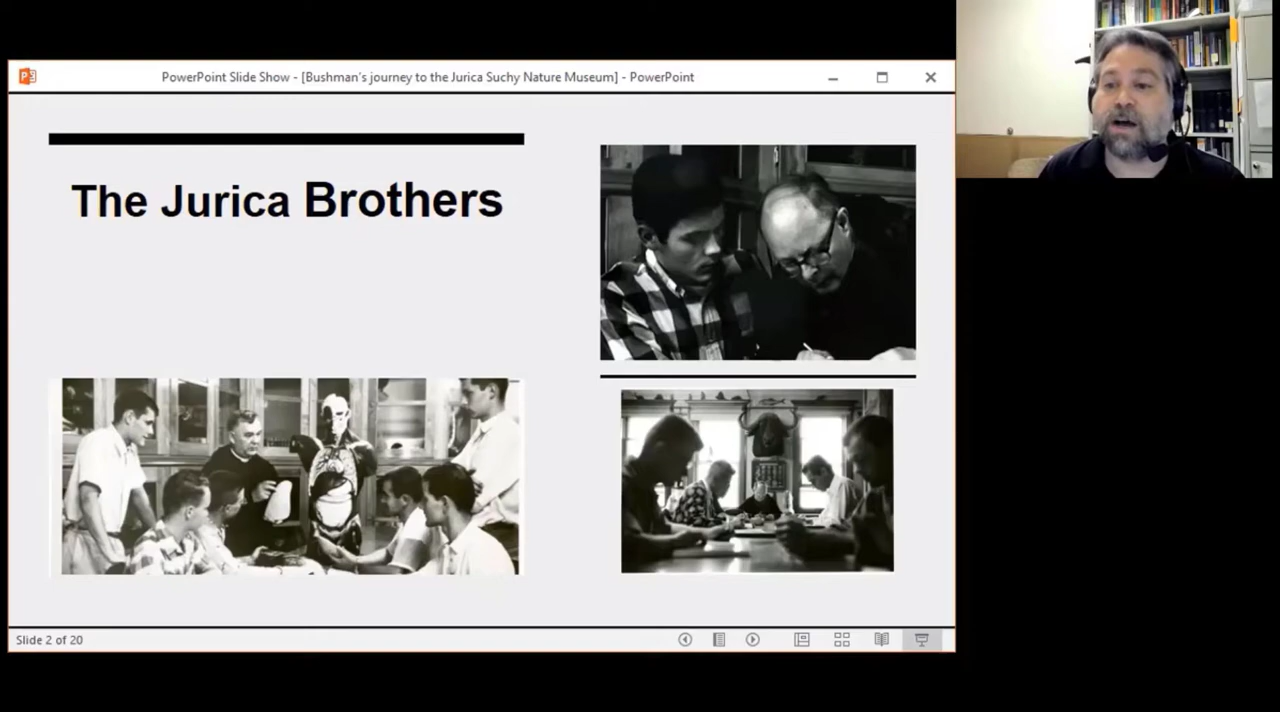 PowerPoint Slide Show - [Bushman's journey to the Jurica Suchy Nature Museum] - PowerPoint
The Jurica Brothers
Slide 2 of 20